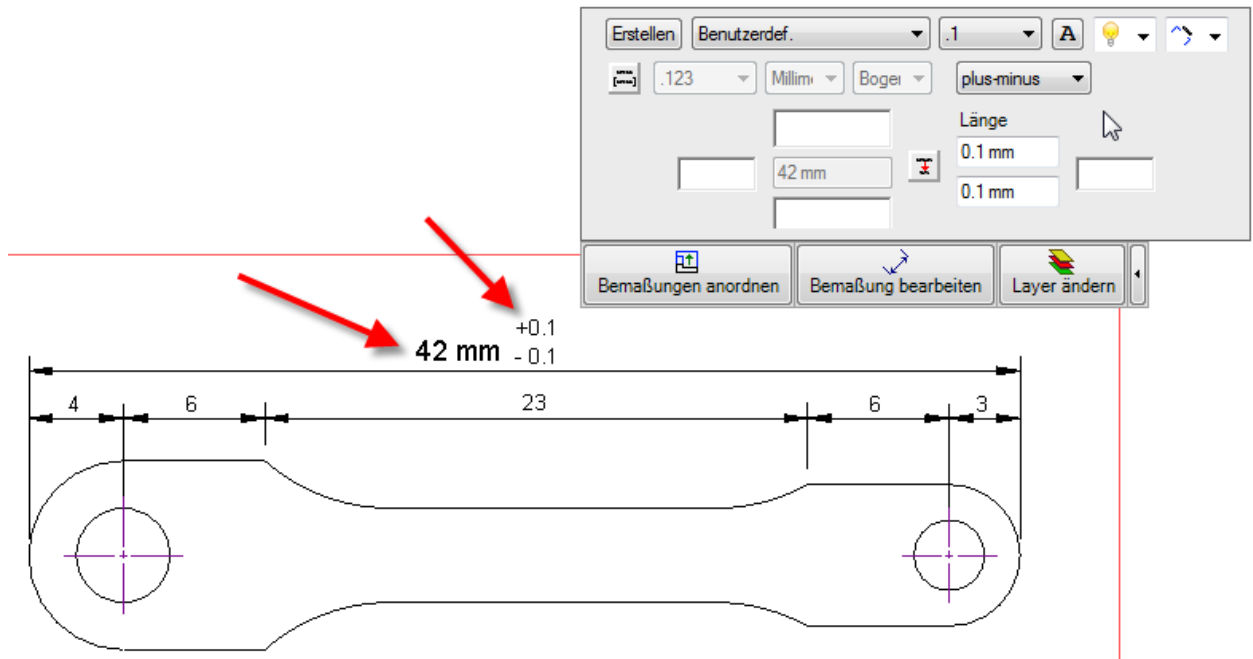 Erstellen Benutzerdef. .1 A
.123 Millim Boger plus-minus
Länge
0.1 mm
42 mm
0.1 mm
Bemaßungen anordnen Bemaßung bearbeiten Layer ändern
+0.1
42 mm - 0.1
4 6 23 6 3